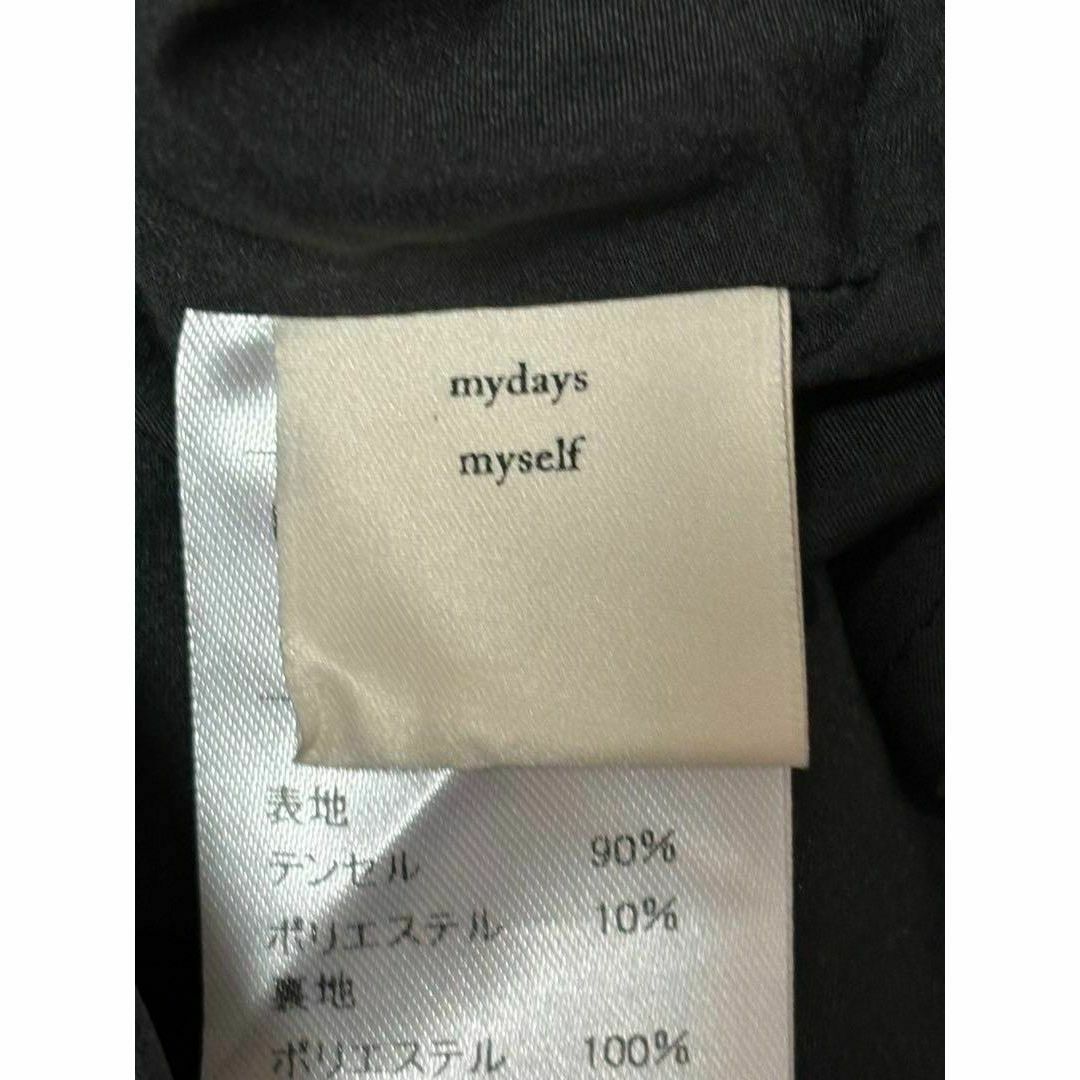 mydays
myself
表地
テンセル 90%
ポリエステル 10%
裏地
ポリエステル 100%